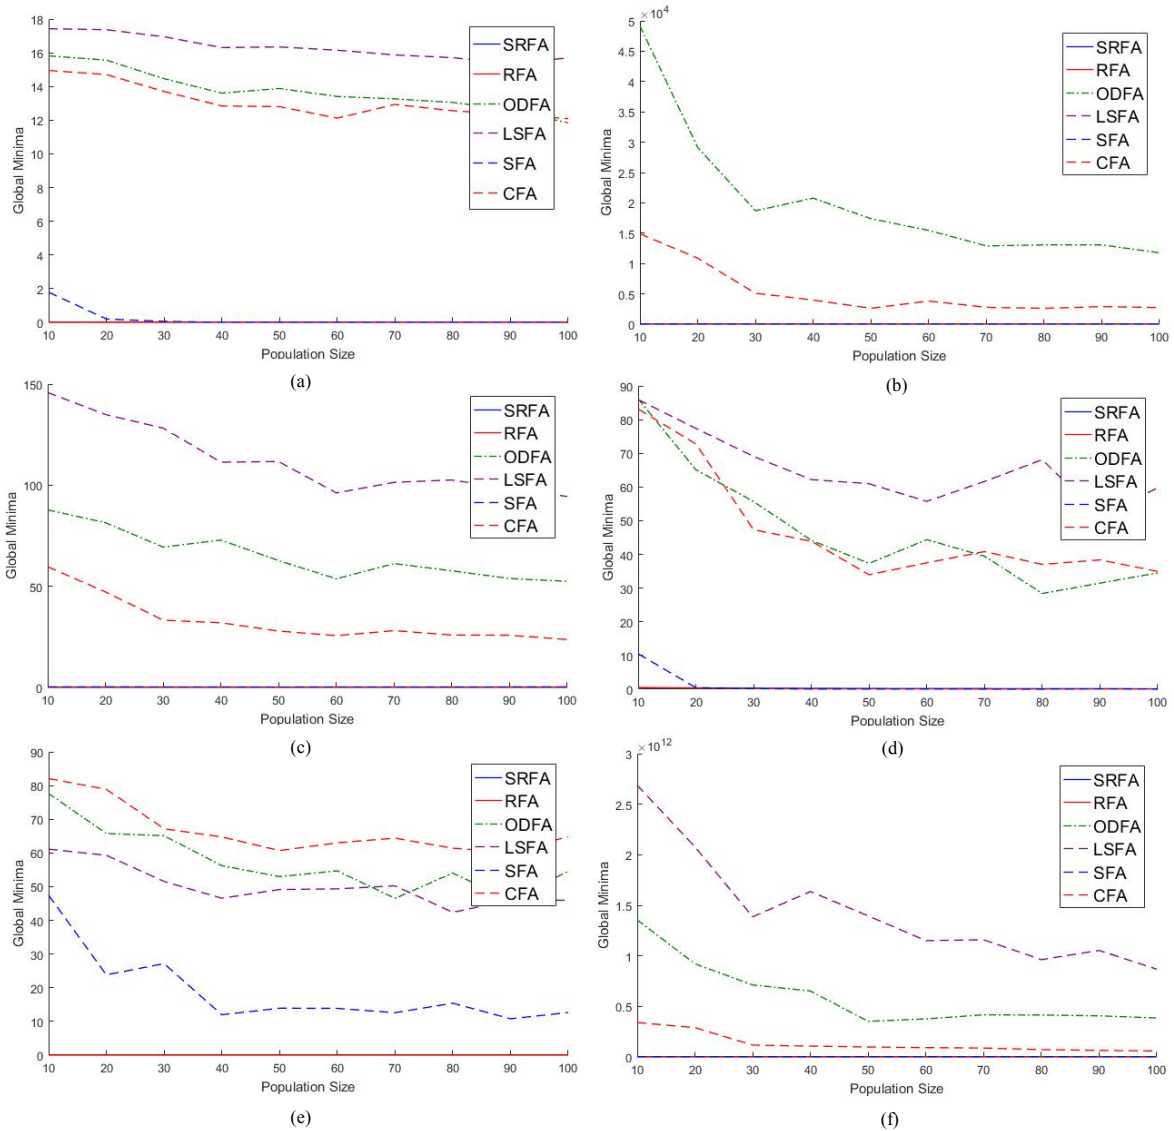 18
16
14
12
10
8
6
4
2
0
Global Minima
10 20 30 40 50 60 70 80 90 100
Population Size
SRFA
RFA
ODFA
LSFA
SFA
CFA
(a)
× 10^4
5
4.5
4
3.5
3
2.5
2
1.5
1
0.5
0
Global Minima
10 20 30 40 50 60 70 80 90 100
Population Size
SRFA
RFA
ODFA
LSFA
SFA
CFA
(b)
150
100
50
0
Global Minima
10 20 30 40 50 60 70 80 90 100
Population Size
SRFA
RFA
ODFA
LSFA
SFA
CFA
(c)
90
80
70
60
50
40
30
20
10
0
Global Minima
10 20 30 40 50 60 70 80 90 100
Population Size
SRFA
RFA
ODFA
LSFA
SFA
CFA
(d)
90
80
70
60
50
40
30
20
10
0
Global Minima
10 20 30 40 50 60 70 80 90 100
Population Size
SRFA
RFA
ODFA
LSFA
SFA
CFA
(e)
× 10^12
3
2.5
2
1.5
1
0.5
0
Global Minima
10 20 30 40 50 60 70 80 90 100
Population Size
SRFA
RFA
ODFA
LSFA
SFA
CFA
(f)